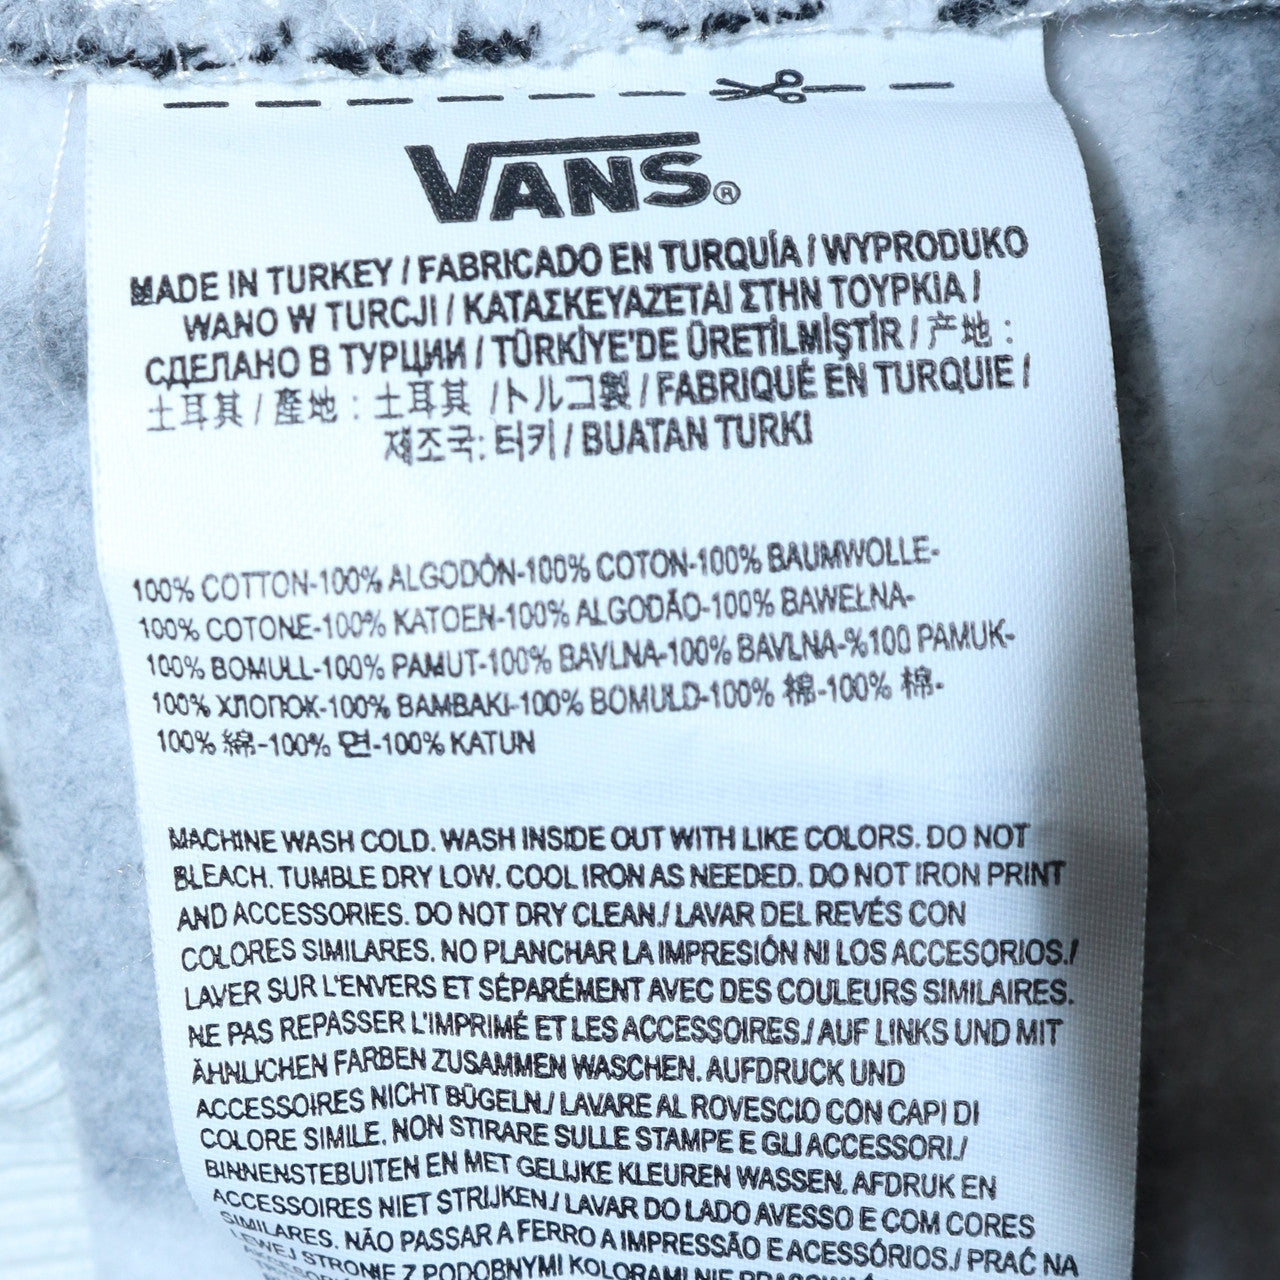 VANS®
MADE IN TURKEY / FABRICADO EN TURQUÍA / WYPRODUKO
WANO W TURCJI / ΚΑΤΑΣΚΕΥΑΖΕΤΑΙ ΣΤΗΝ ΤΟΥΡΚΙΑ /
СДЕЛАНО В ТУРЦИИ / TÜRKİYE'DE ÜRETİLMİŞTİR / 产地：
土耳其 / 產地：土耳其 / トルコ製 / FABRIQUÉ EN TURQUIE /
제조국: 터키 / BUATAN TURKI
100% COTTON-100% ALGODÓN-100% COTON-100% BAUMWOLLE-
100% COTONE-100% KATOEN-100% ALGODÃO-100% BAWEŁNA-
100% BOMULL-100% PAMUT-100% BAVLNA-100% BAVLNA-%100 PAMUK-
100% ХЛОПОК-100% BAMBAKI-100% BOMULD-100% 棉-100% 棉-
100% 綿-100% 면-100% KATUN
MACHINE WASH COLD. WASH INSIDE OUT WITH LIKE COLORS. DO NOT
BLEACH. TUMBLE DRY LOW. COOL IRON AS NEEDED. DO NOT IRON PRINT
AND ACCESSORIES. DO NOT DRY CLEAN./ LAVAR DEL REVÉS CON
COLORES SIMILARES. NO PLANCHAR LA IMPRESIÓN NI LOS ACCESORIOS./
LAVER SUR L'ENVERS ET SÉPARÉMENT AVEC DES COULEURS SIMILAIRES.
NE PAS REPASSER L'IMPRIMÉ ET LES ACCESSOIRES./ AUF LINKS UND MIT
ÄHNLICHEN FARBEN ZUSAMMEN WASCHEN. AUFDRUCK UND
ACCESSOIRES NICHT BÜGELN./ LAVARE AL ROVESCIO CON CAPI DI
COLORE SIMILE. NON STIRARE SULLE STAMPE E GLI ACCESSORI./
BINNENSTEBUITEN EN MET GELIJKE KLEUREN WASSEN. AFDRUK EN
ACCESSOIRES NIET STRIJKEN./ LAVAR DO LADO AVESSO E COM CORES
SIMILARES. NÃO PASSAR A FERRO A IMPRESSÃO E ACESSÓRIOS./ PRAĆ NA
LEWEJ STRONIE Z PODOBNYMI KOLORAMI NIE